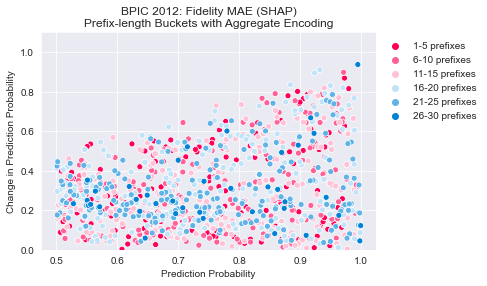 BPIC 2012: Fidelity MAE (SHAP)
Prefix-length Buckets with Aggregate Encoding
Change in Prediction Probability
1.0
0.8
0.6
0.4
0.2
0.0
0.5 0.6 0.7 0.8 0.9 1.0
Prediction Probability
1-5 prefixes
6-10 prefixes
11-15 prefixes
16-20 prefixes
21-25 prefixes
26-30 prefixes